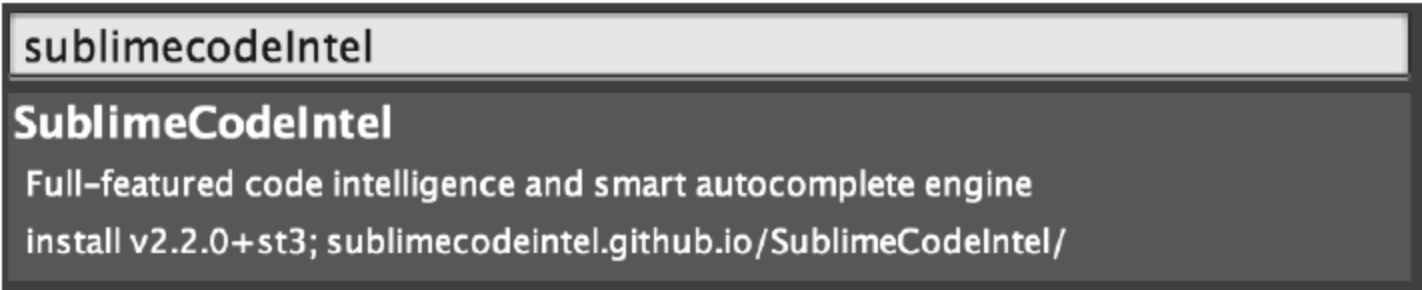 sublimecodeIntel
SublimeCodeIntel
Full-featured code intelligence and smart autocomplete engine
install v2.2.0+st3; sublimecodeintel.github.io/SublimeCodeIntel/